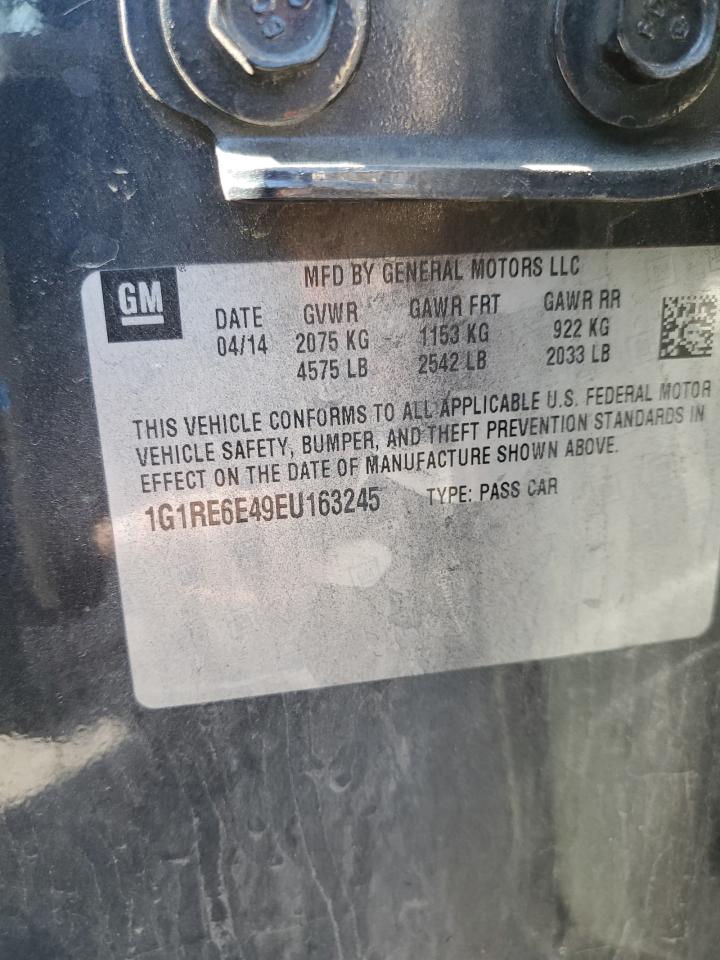 GM
MFD BY GENERAL MOTORS LLC
DATE GVWR GAWR FRT GAWR RR
04/14 2075 KG 1153 KG 922 KG
4575 LB 2542 LB 2033 LB
THIS VEHICLE CONFORMS TO ALL APPLICABLE U.S. FEDERAL MOTOR
VEHICLE SAFETY, BUMPER, AND THEFT PREVENTION STANDARDS IN
EFFECT ON THE DATE OF MANUFACTURE SHOWN ABOVE.
1G1RE6E49EU163245 TYPE: PASS CAR